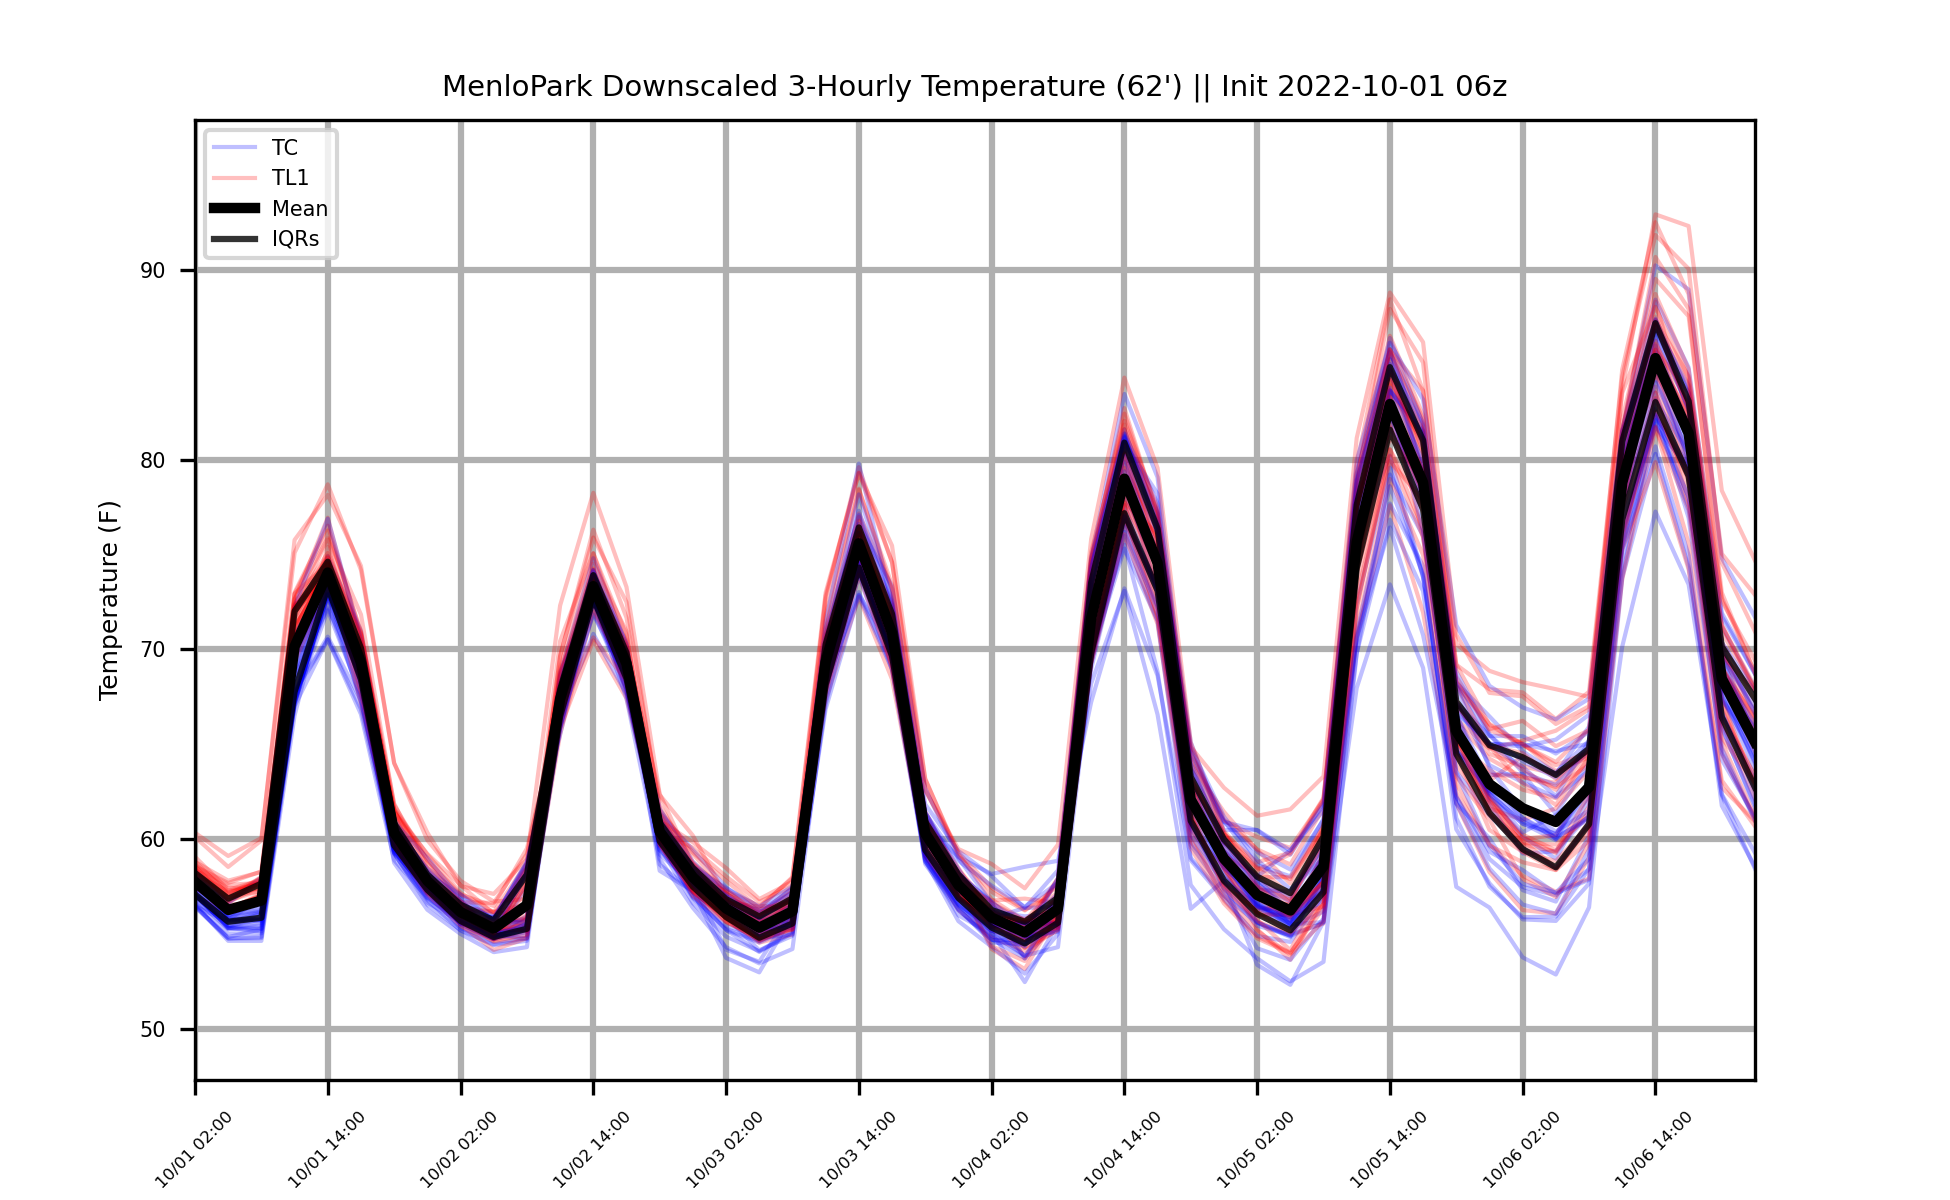 MenloPark Downscaled 3-Hourly Temperature (62') || Init 2022-10-01 06z
TC
TL1
Mean
IQRs
Temperature (F)
90
80
70
60
50
10/01 02:00
10/01 14:00
10/02 02:00
10/02 14:00
10/03 02:00
10/03 14:00
10/04 02:00
10/04 14:00
10/05 02:00
10/05 14:00
10/06 02:00
10/06 14:00